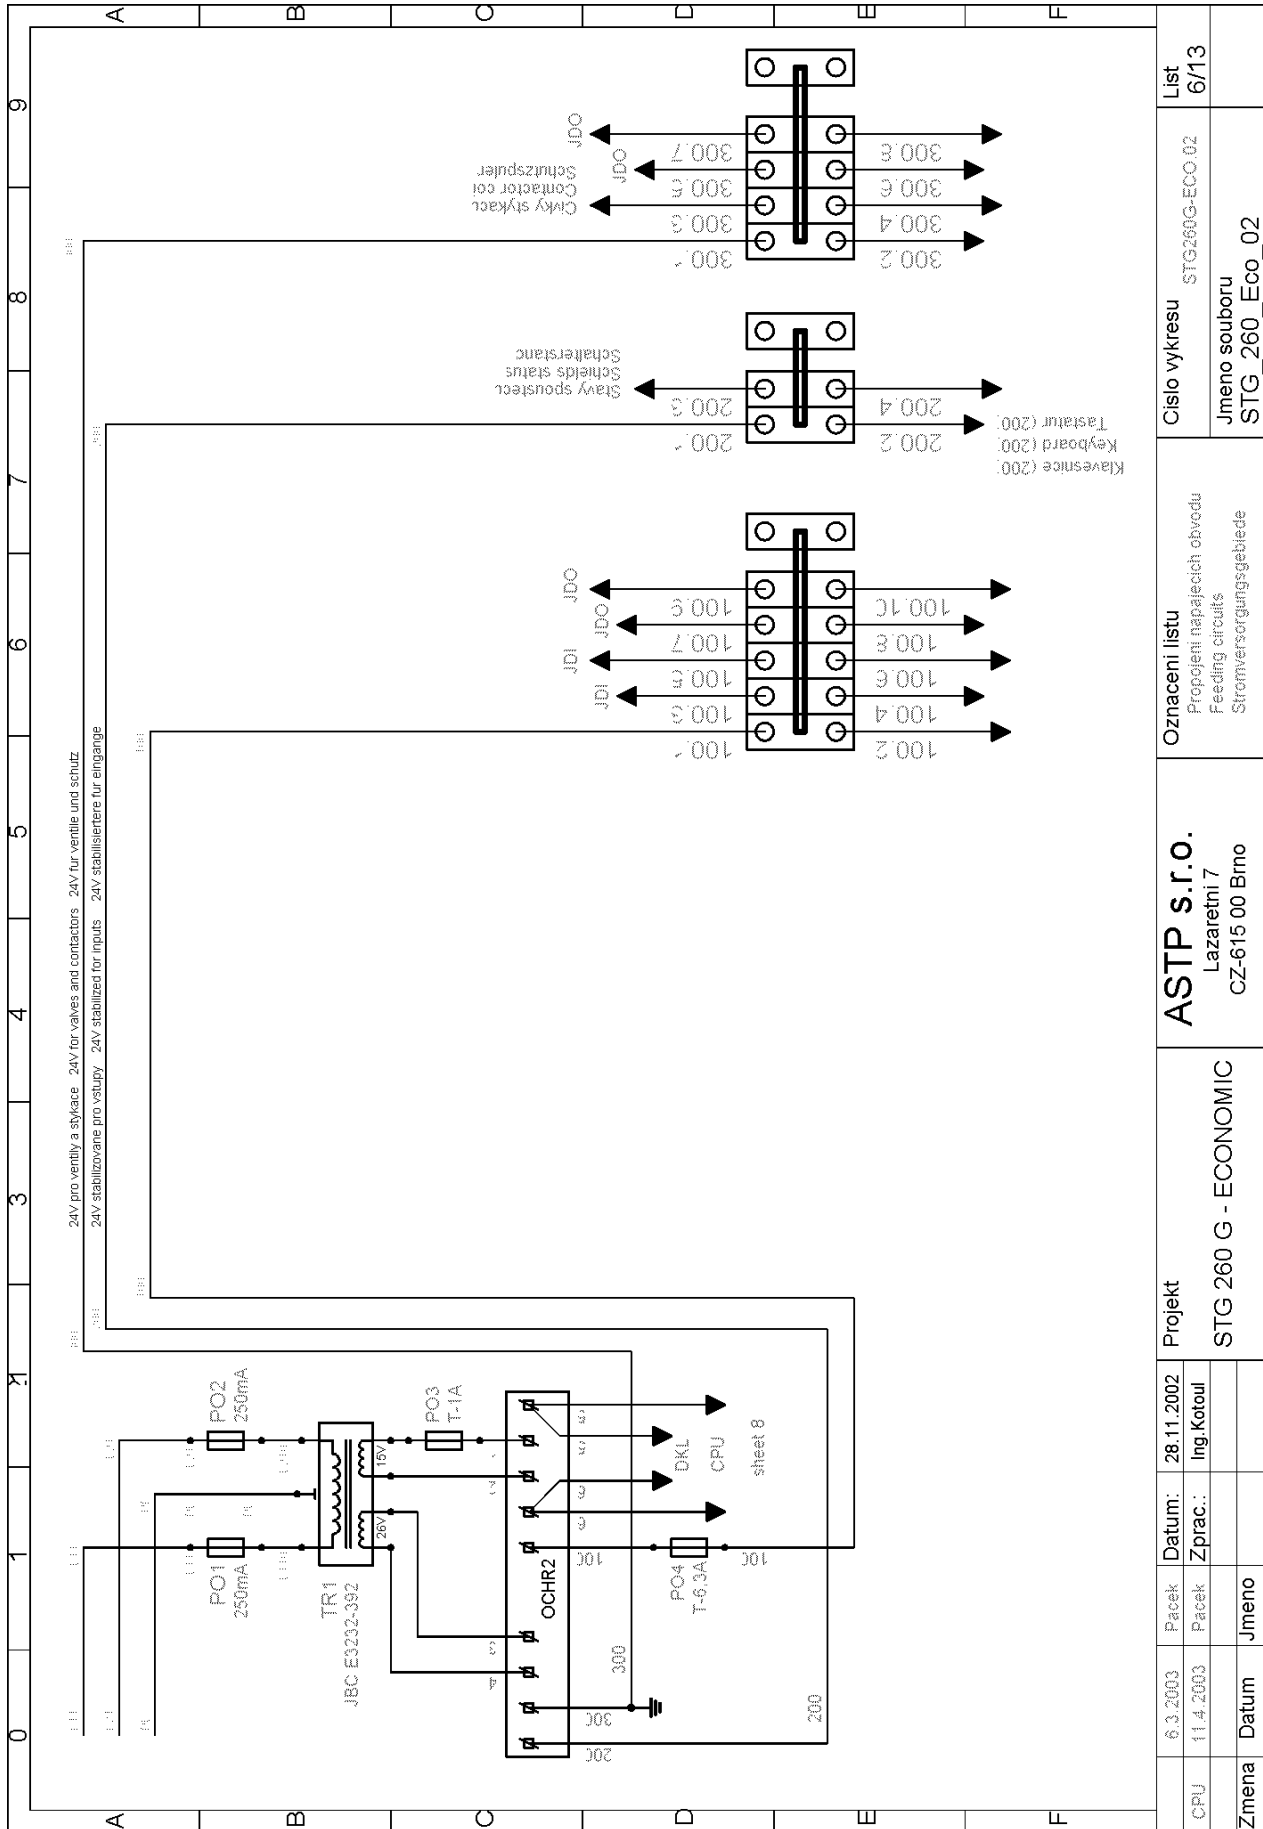 0 1 2 3 4 5 6 7 8 9
A
B
C
D
E
F
24V pro ventily a stykace 24V for valves and contactors 24V fur ventile und schutz
24V stabilizovane pro vstupy 24V stabilized for inputs 24V stabilisiertere fur eingange
PO1
250mA
PO2
250mA
TR1
JBC E3232-392
26V
15V
PO3
T-1A
4
OCHR2
200
300
100
DKL
CPU
sheet 8
PO4
T-6.3A
100
300
200
JDI
JDI
JDO
JDO
100.1
100.3
100.5
100.7
100.9
100.2
100.4
100.6
100.8
100.10
Stavy spoustecu
Schields status
Schalterstanc
200.1
200.3
200.2
200.4
Klavesnice (200)
Keyboard (200)
Tastatur (200)
Civky stykacu
Contactor coi
Schutzspuler
JDO
JDO
300.1
300.3
300.5
300.7
300.2
300.4
300.6
300.8
A
B
C
D
E
F
CPU
6.3.2003 Pacek
11.4.2003 Pacek
Zmena Datum Jmeno
Datum: 28.11.2002
Zprac.: Ing.Kotoul
Projekt
STG 260 G - ECONOMIC
ASTP s.r.o.
Lazaretni 7
CZ-615 00 Brno
Oznaceni listu
Propojeni napajecich obvodu
Feeding circuits
Stromversorgungsgebiede
Cislo vykresu
STG260G-ECO.02
Jmeno souboru
STG_260_Eco_02
List
6/13